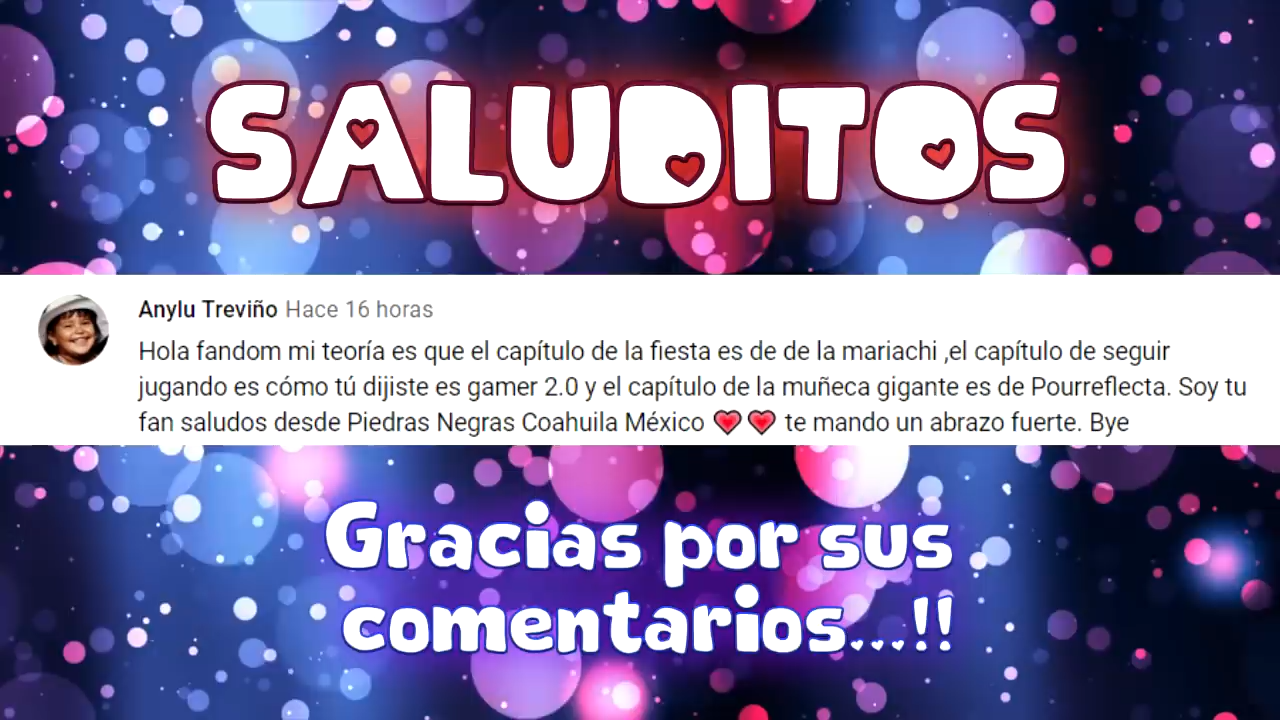 SALUDITOS
Anylu Treviño Hace 16 horas
Hola fandom mi teoría es que el capítulo de la fiesta es de de la mariachi ,el capítulo de seguir
jugando es cómo tú dijiste es gamer 2.0 y el capítulo de la muñeca gigante es de Pourreflecta. Soy tu
fan saludos desde Piedras Negras Coahuila México ❤❤ te mando un abrazo fuerte. Bye
Gracias por sus
comentarios...!!